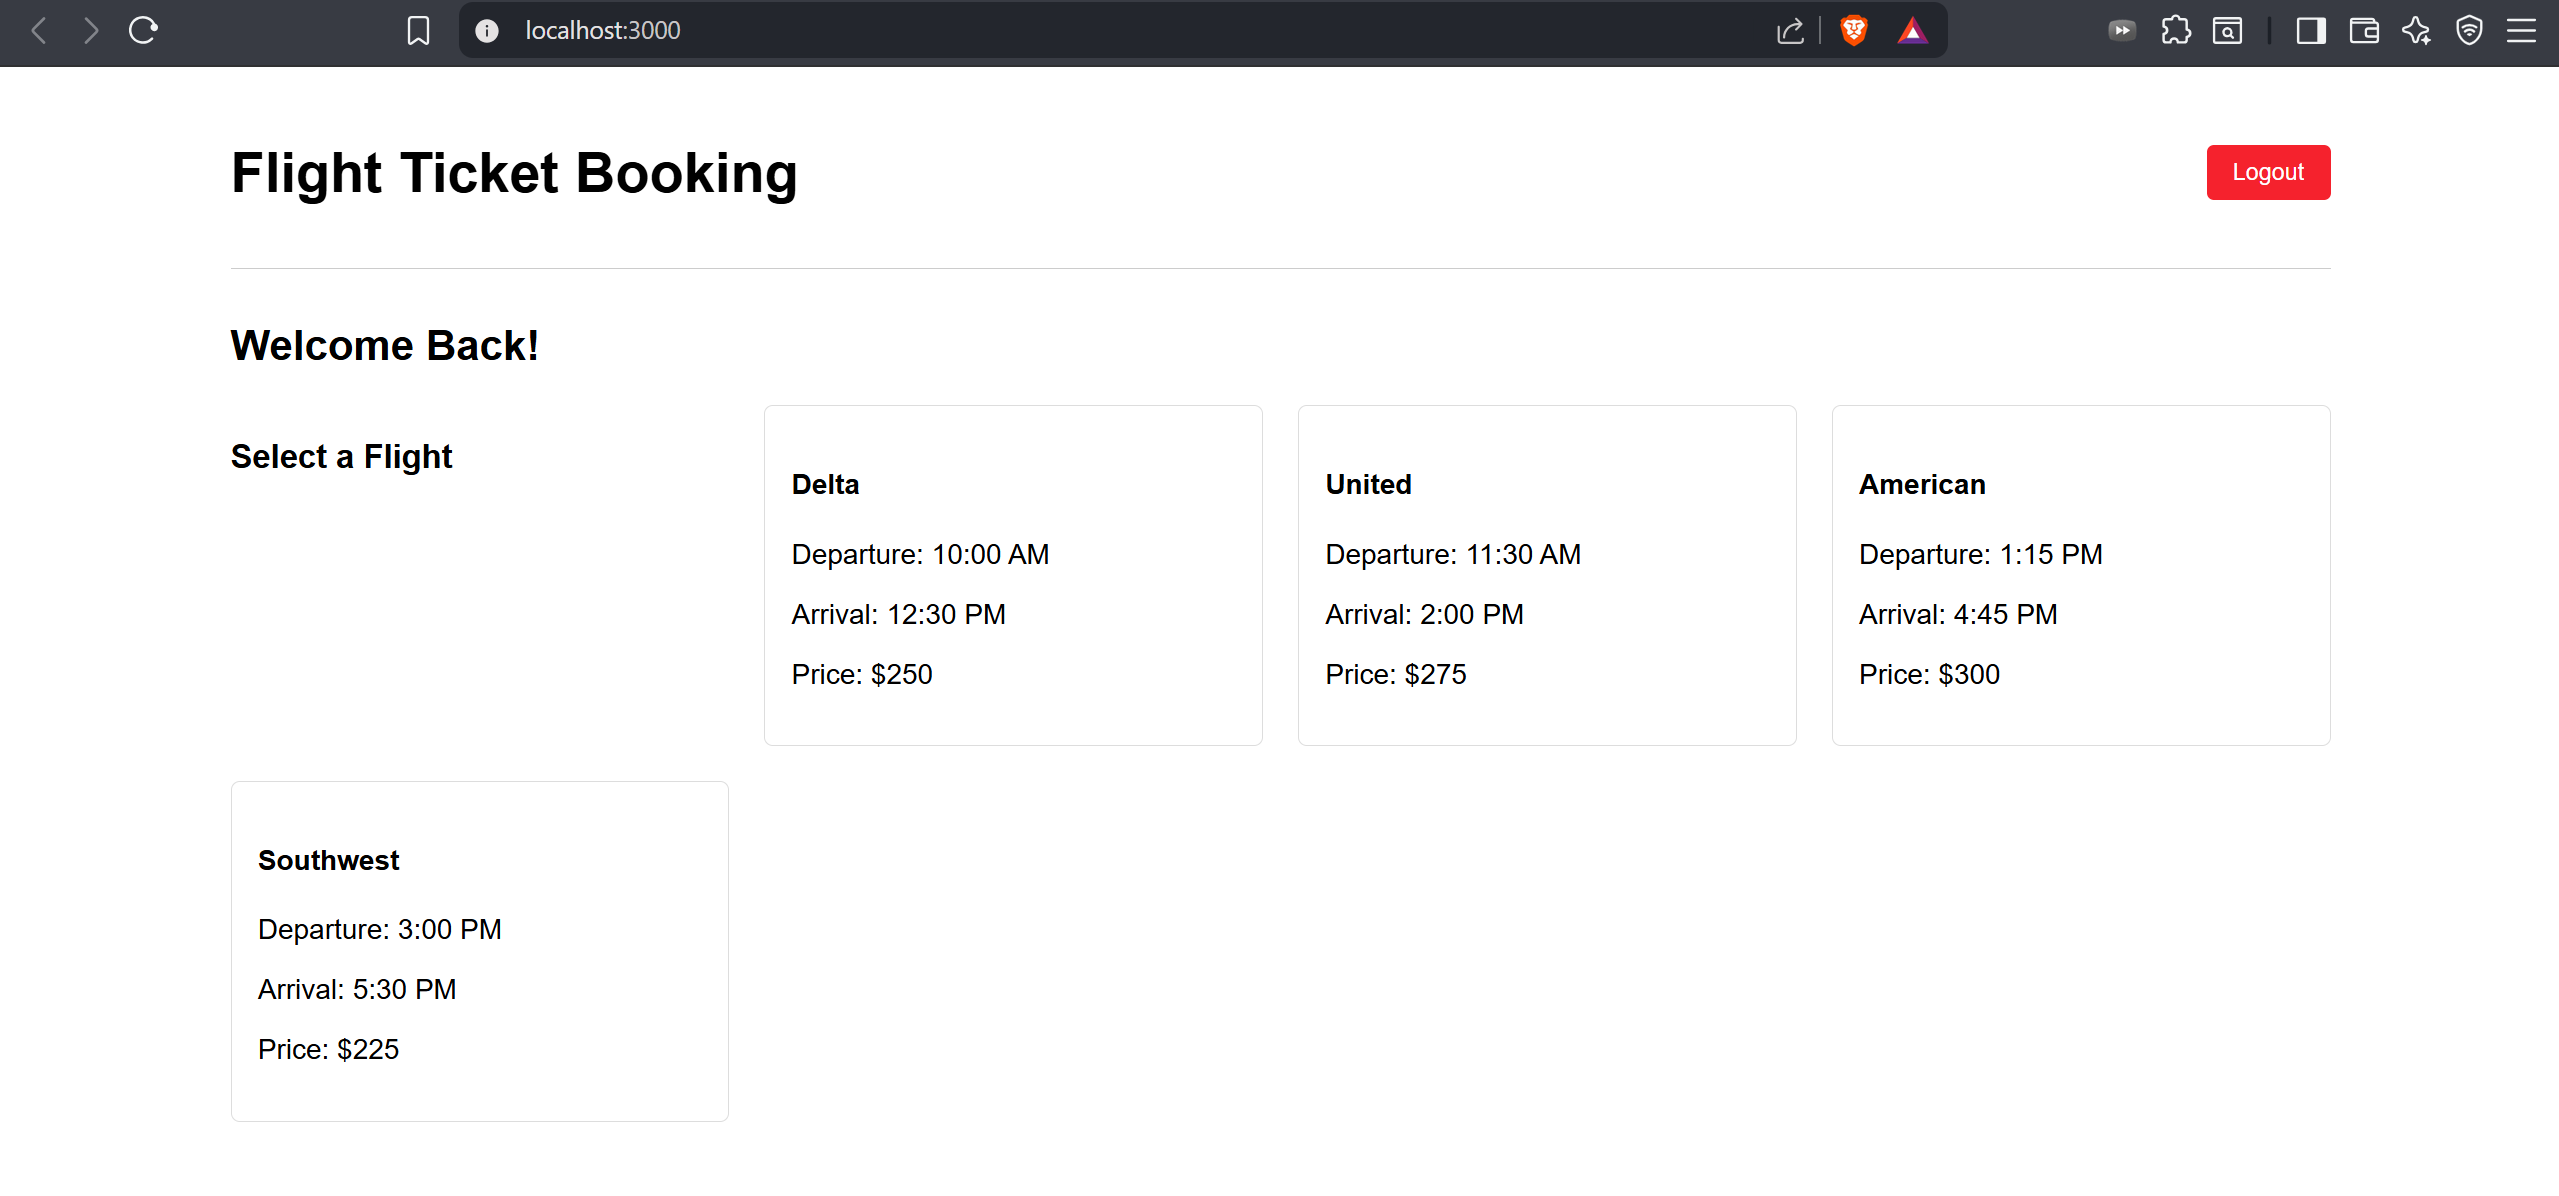 localhost:3000
Flight Ticket Booking
Logout
Welcome Back!
Select a Flight
Delta
Departure: 10:00 AM
Arrival: 12:30 PM
Price: $250
United
Departure: 11:30 AM
Arrival: 2:00 PM
Price: $275
American
Departure: 1:15 PM
Arrival: 4:45 PM
Price: $300
Southwest
Departure: 3:00 PM
Arrival: 5:30 PM
Price: $225